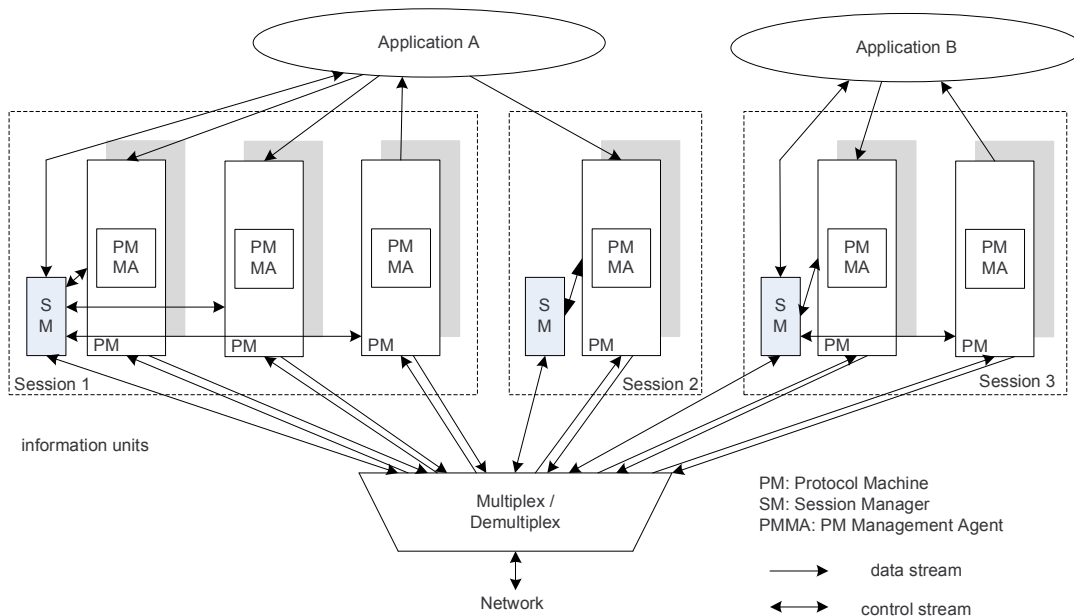 Application A
Application B
PM
MA
PM
MA
PM
MA
PM
MA
PM
MA
PM
MA
S
M
S
M
S
M
PM
PM
PM
PM
PM
PM
Session 1
Session 2
Session 3
information units
Multiplex /
Demultiplex
Network
PM: Protocol Machine
SM: Session Manager
PMMA: PM Management Agent
data stream
control stream